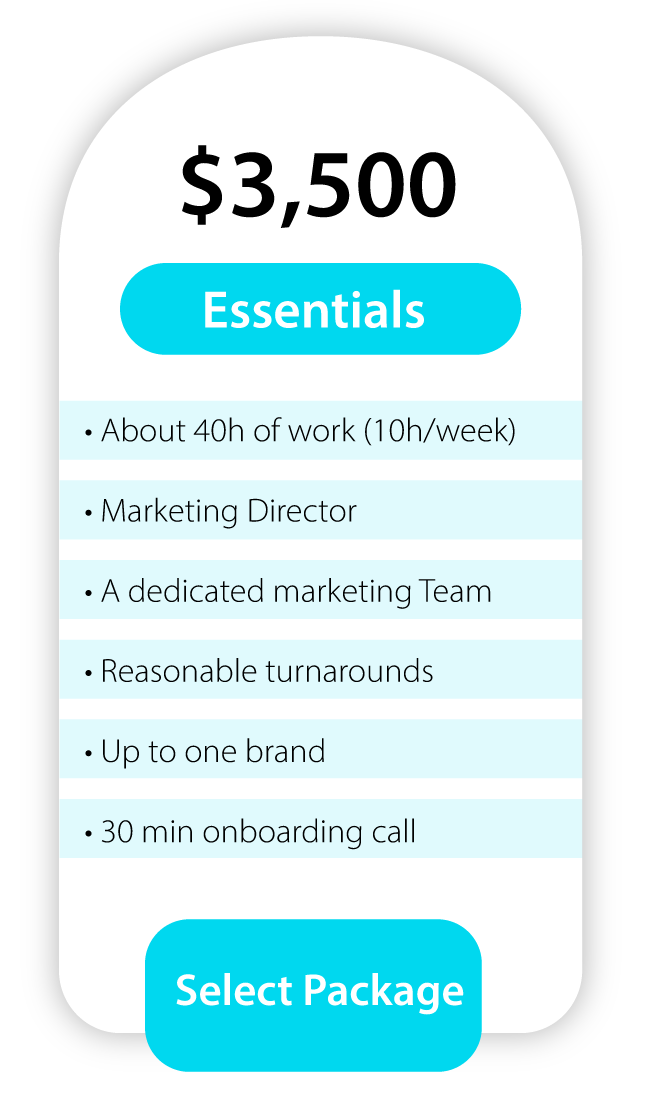 $3,500
Essentials
• About 40h of work (10h/week)
• Marketing Director
• A dedicated marketing Team
• Reasonable turnarounds
• Up to one brand
• 30 min onboarding call
Select Package